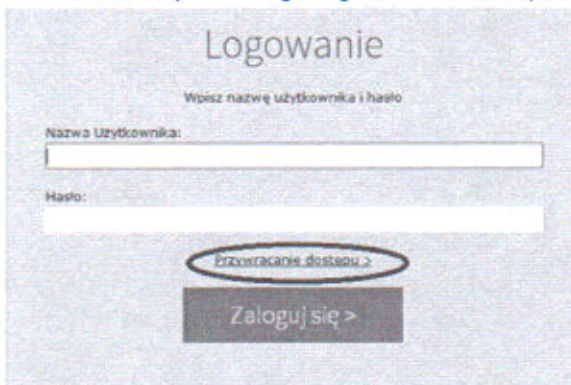 Logowanie
Wpisz nazwę użytkownika i hasło
Nazwa Użytkownika:
Hasło:
Przywracanie dostępu >
Zaloguj się >